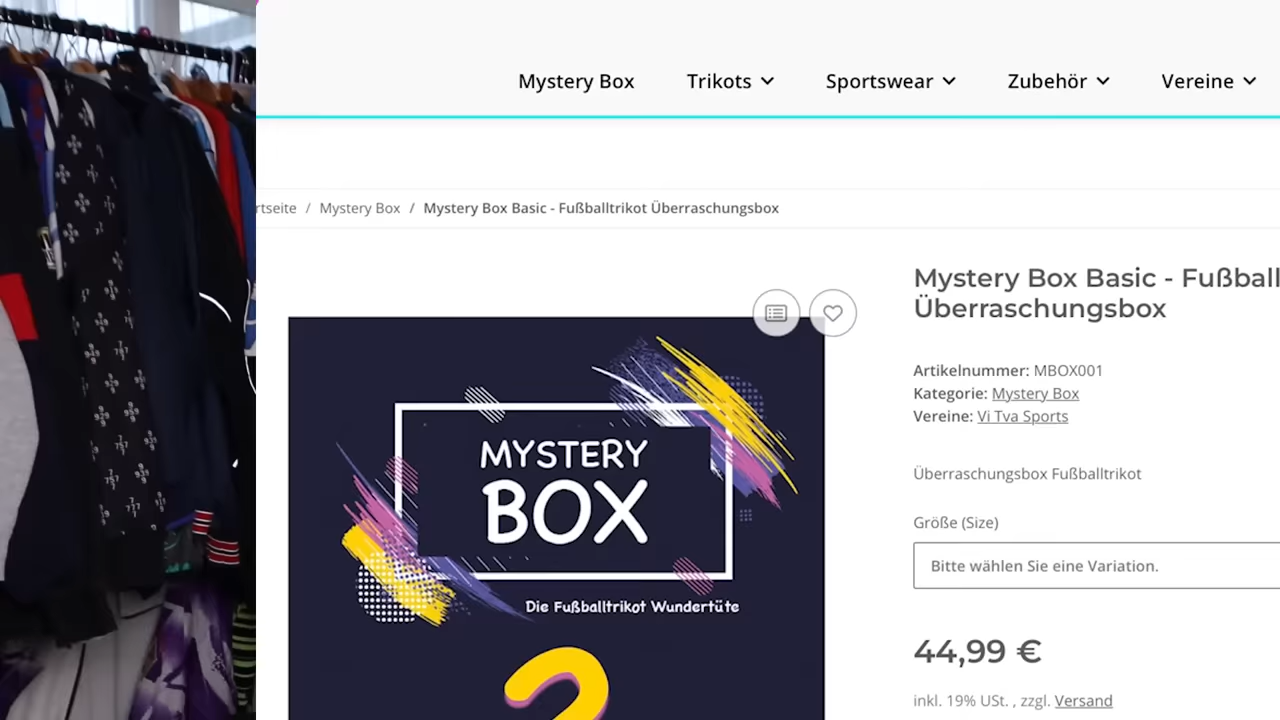 Mystery Box
Trikots
Sportswear
Zubehör
Vereine
rtseite / Mystery Box / Mystery Box Basic - Fußballtrikot Überraschungsbox
Mystery Box Basic - Fußball
Überraschungsbox
Artikelnummer: MBOX001
Kategorie: Mystery Box
Vereine: Vi Tva Sports
Überraschungsbox Fußballtrikot
Größe (Size)
Bitte wählen Sie eine Variation.
44,99 €
inkl. 19% USt. , zzgl. Versand
MYSTERY
BOX
Die Fußballtrikot Wundertüte
?